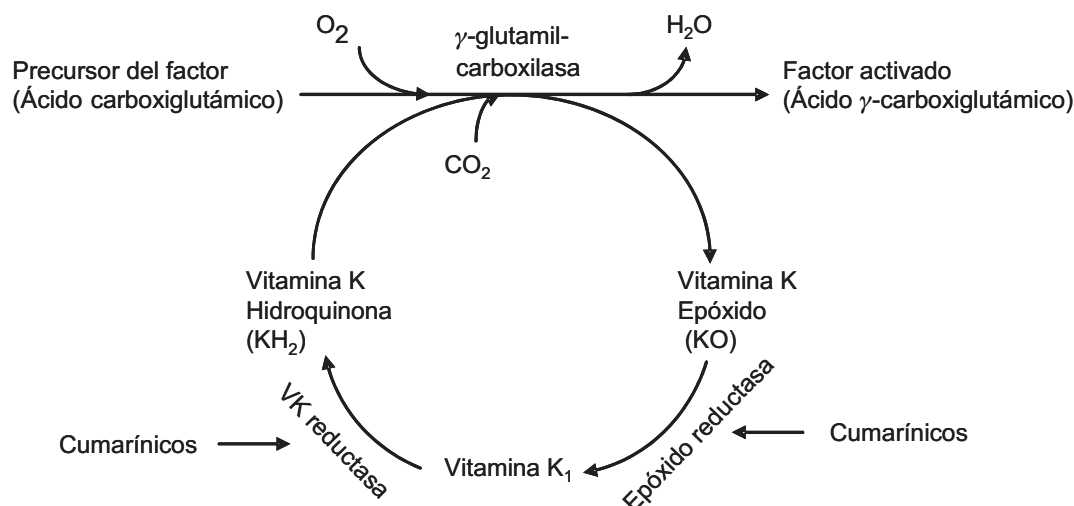 O₂
γ-glutamil-
carboxilasa
H₂O
Precursor del factor
(Ácido carboxiglutámico)
Factor activado
(Ácido γ-carboxiglutámico)
CO₂
Vitamina K
Hidroquinona
(KH₂)
Vitamina K
Epóxido
(KO)
VK reductasa
Epóxido reductasa
Cumarínicos
Cumarínicos
Vitamina K₁